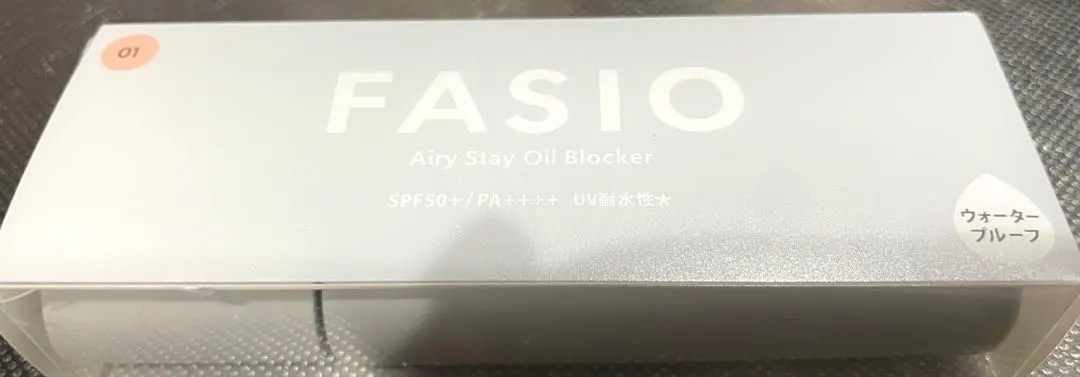 01
FASIO
Airy Stay Oil Blocker
SPF50+/PA++++ UV耐水性★
ウォーター
プルーフ